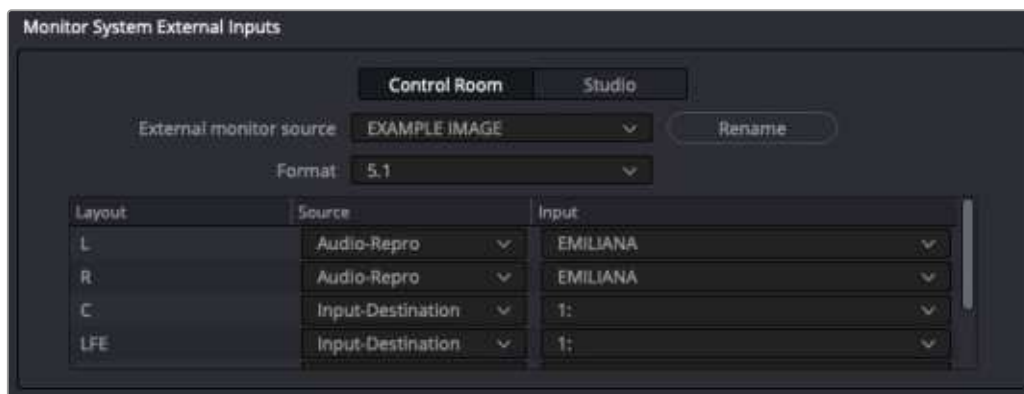 Monitor System External Inputs
Control Room Studio
External monitor source EXAMPLE IMAGE Rename
Format 5.1
Layout Source Input
L Audio-Repro EMILIANA
R Audio-Repro EMILIANA
C Input-Destination 1:
LFE Input-Destination 1: